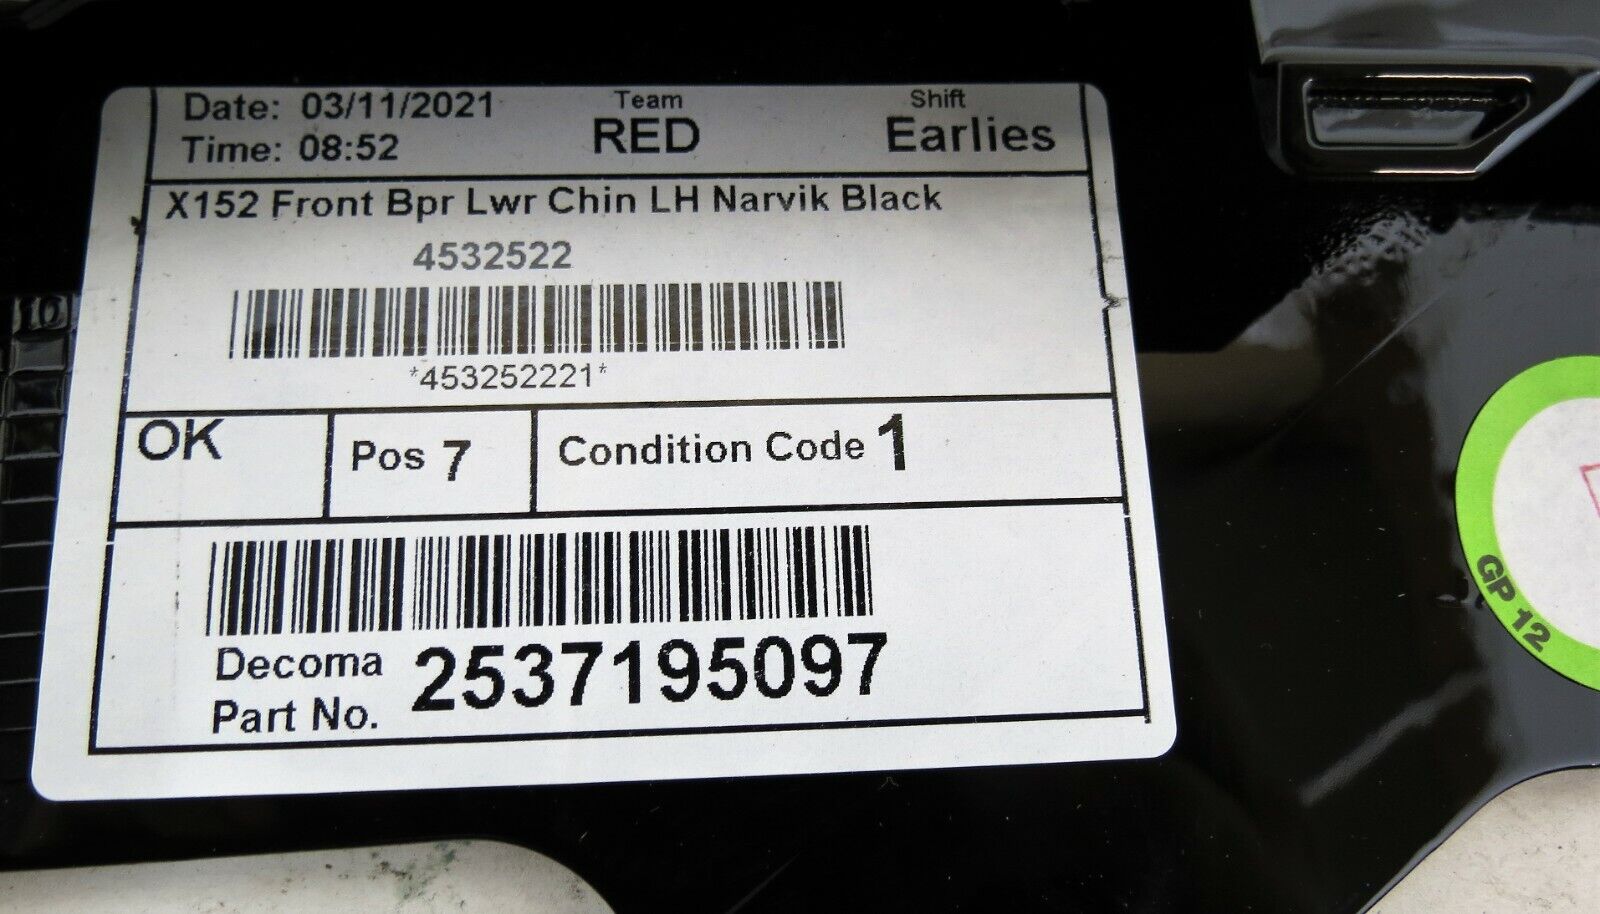 Date: 03/11/2021 Team Shift
Time: 08:52 RED Earlies
X152 Front Bpr Lwr Chin LH Narvik Black
4532522
*453252221*
OK Pos 7 Condition Code 1
Decoma
Part No. 2537195097
10
GP 12